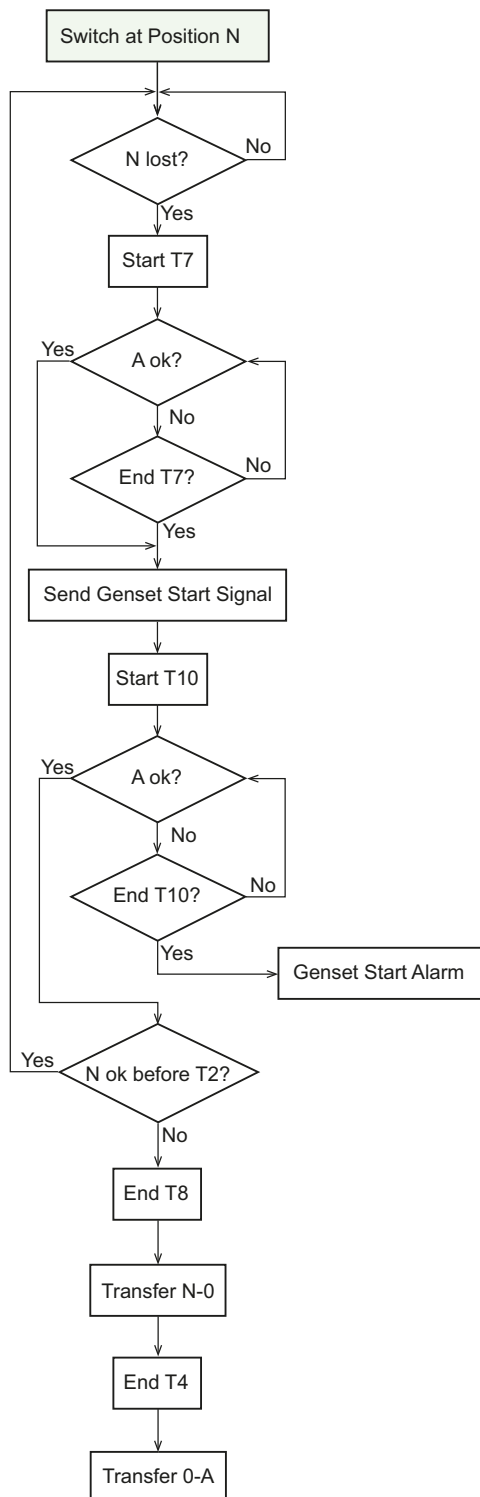 Switch at Position N
N lost?
No
Yes
Start T7
Yes
A ok?
No
End T7?
No
Yes
Send Genset Start Signal
Start T10
Yes
A ok?
No
End T10?
No
Yes
Genset Start Alarm
Yes
N ok before T2?
No
End T8
Transfer N-0
End T4
Transfer 0-A